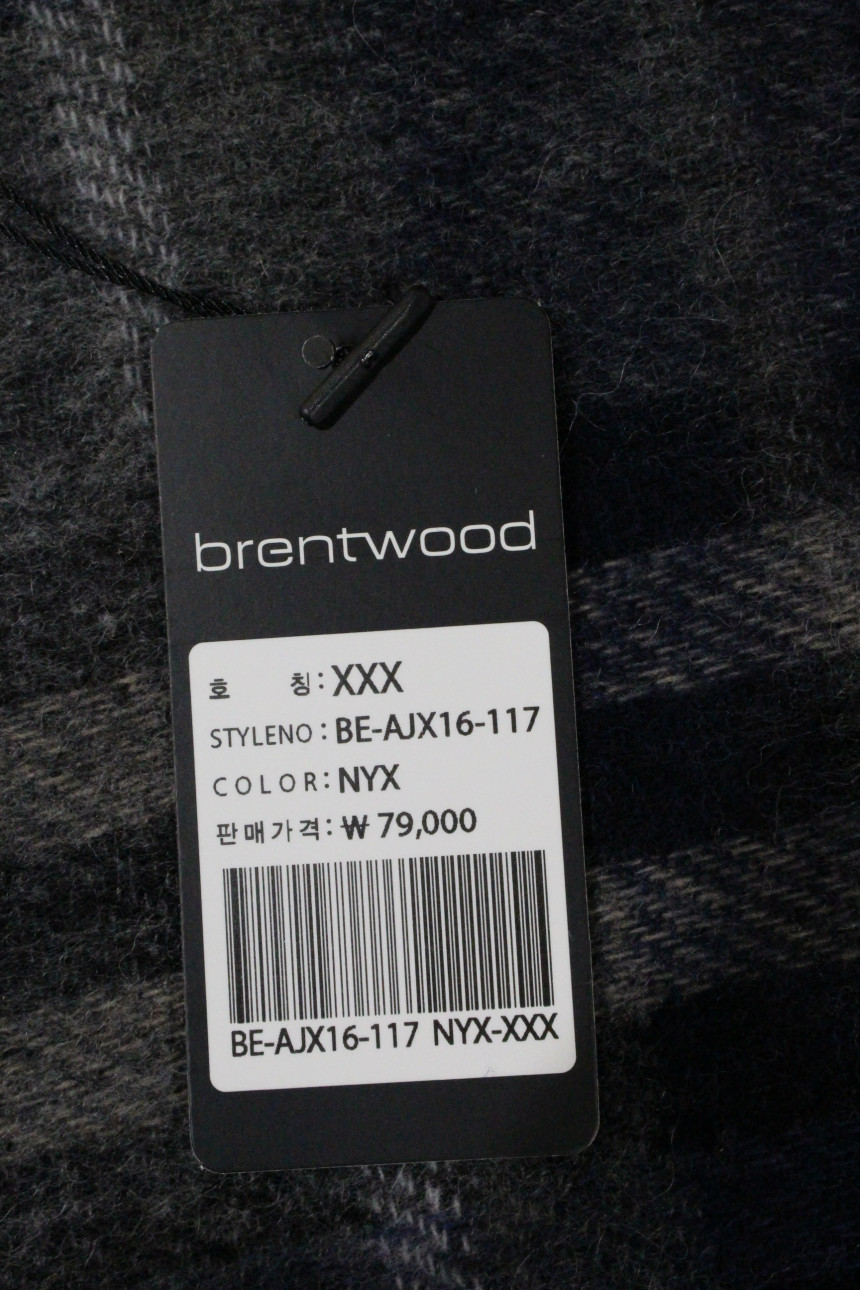 brentwood
호 칭: XXX
STYLENO : BE-AJX16-117
COLOR: NYX
판매가격: ₩ 79,000
BE-AJX16-117 NYX-XXX